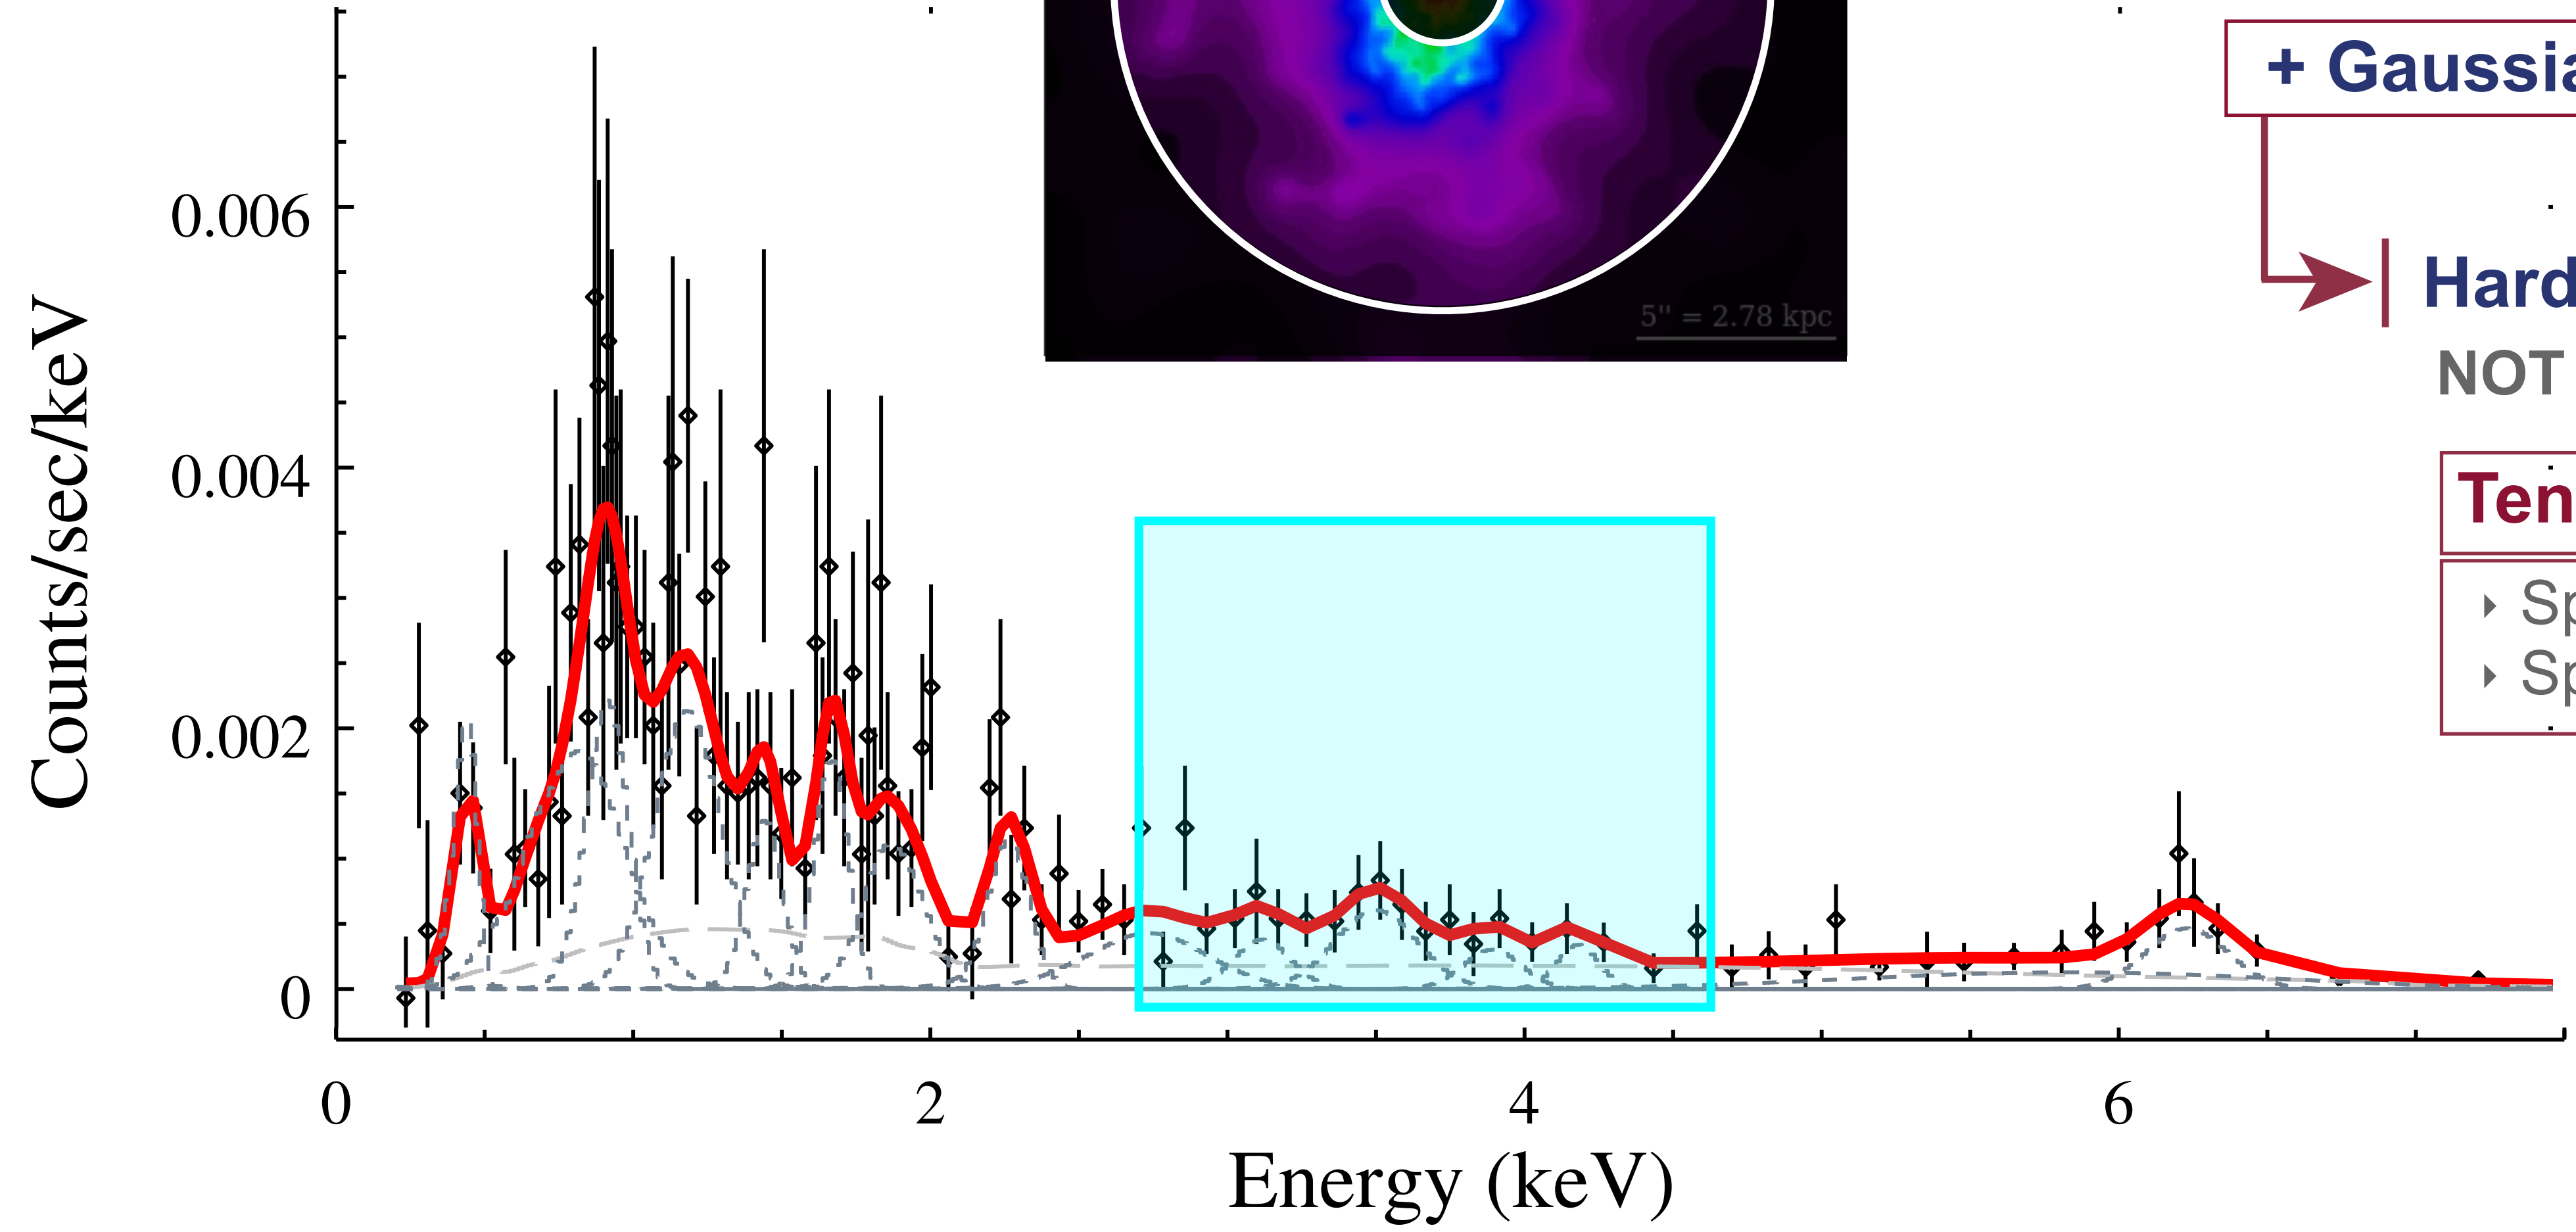 + Gaussia
0.006
5'' = 2.78 kpc
Hard
NOT
Counts/sec/keV
0.004
Ten
‣ Sp
‣ Sp
0.002
0
0 2 4 6
Energy (keV)